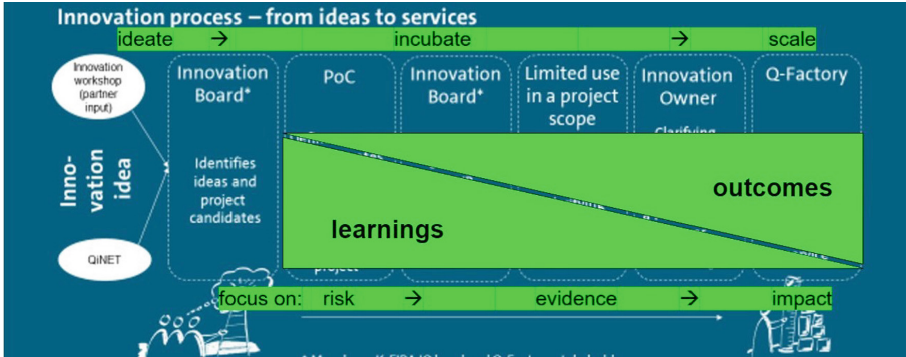 Innovation process – from ideas to services
ideate → incubate → scale
Innovation
workshop
(partner
input)
Inno-
vation
idea
QiNET
Innovation
Board*
Identifies
ideas and
project
candidates
PoC
project
Innovation
Board*
Limited use
in a project
scope
Innovation
Owner
Clarifying
Q-Factory
learnings
outcomes
focus on: risk → evidence → impact